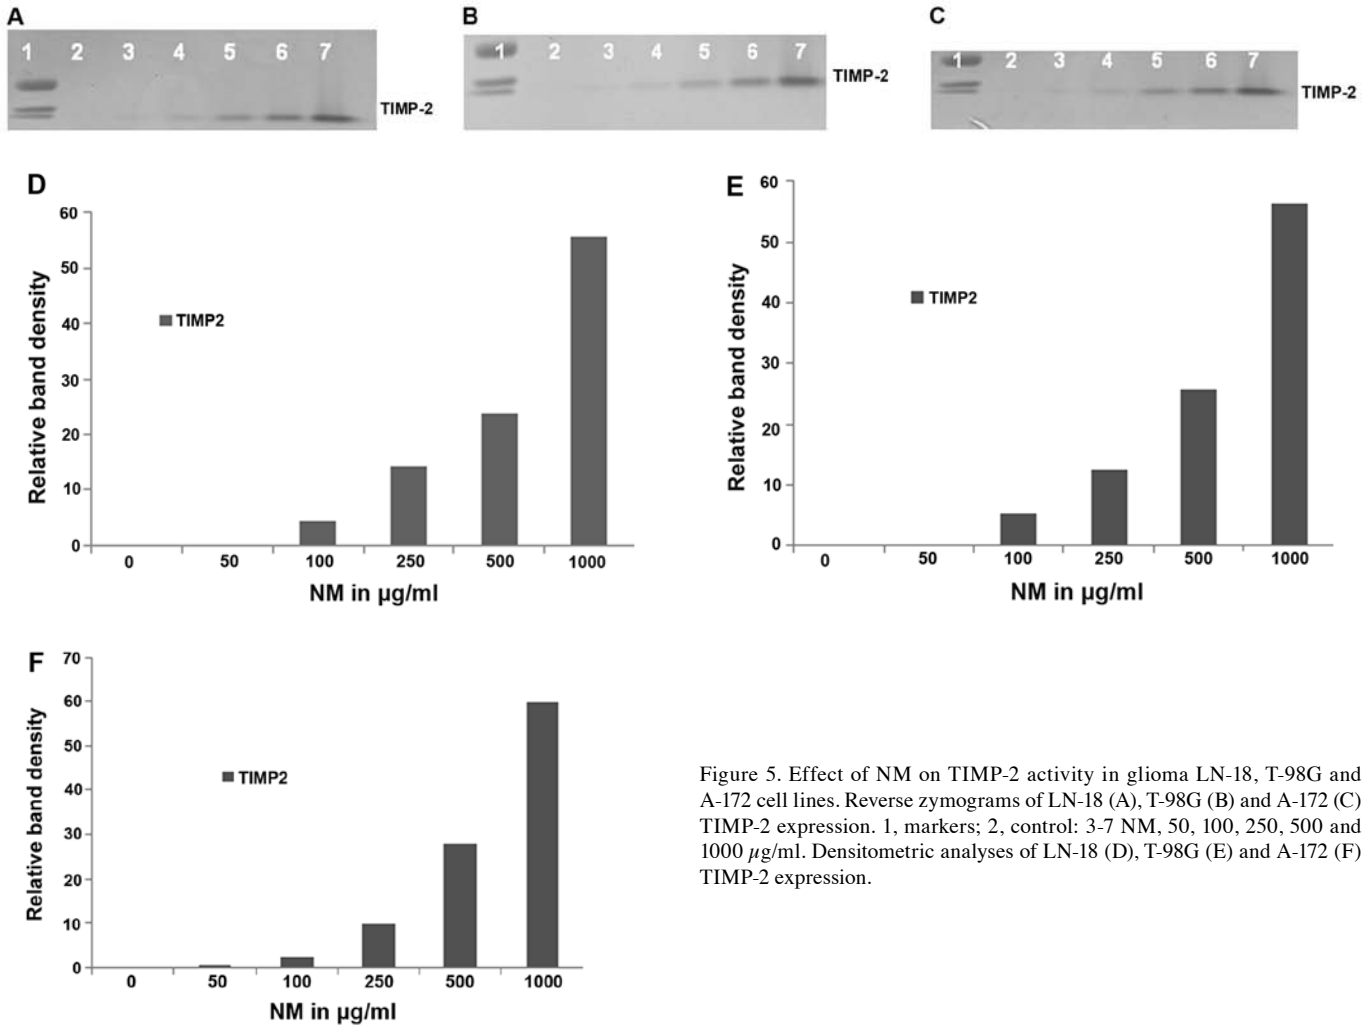 A
1 2 3 4 5 6 7
TIMP-2
B
1 2 3 4 5 6 7
TIMP-2
C
1 2 3 4 5 6 7
TIMP-2
D
Relative band density
60
50
40
30
20
10
0
TIMP2
0 50 100 250 500 1000
NM in µg/ml
E
Relative band density
60
50
40
30
20
10
0
TIMP2
0 50 100 250 500 1000
NM in µg/ml
F
Relative band density
70
60
50
40
30
20
10
0
TIMP2
0 50 100 250 500 1000
NM in µg/ml
Figure 5. Effect of NM on TIMP-2 activity in glioma LN-18, T-98G and
A-172 cell lines. Reverse zymograms of LN-18 (A), T-98G (B) and A-172 (C)
TIMP-2 expression. 1, markers; 2, control: 3-7 NM, 50, 100, 250, 500 and
1000 µg/ml. Densitometric analyses of LN-18 (D), T-98G (E) and A-172 (F)
TIMP-2 expression.